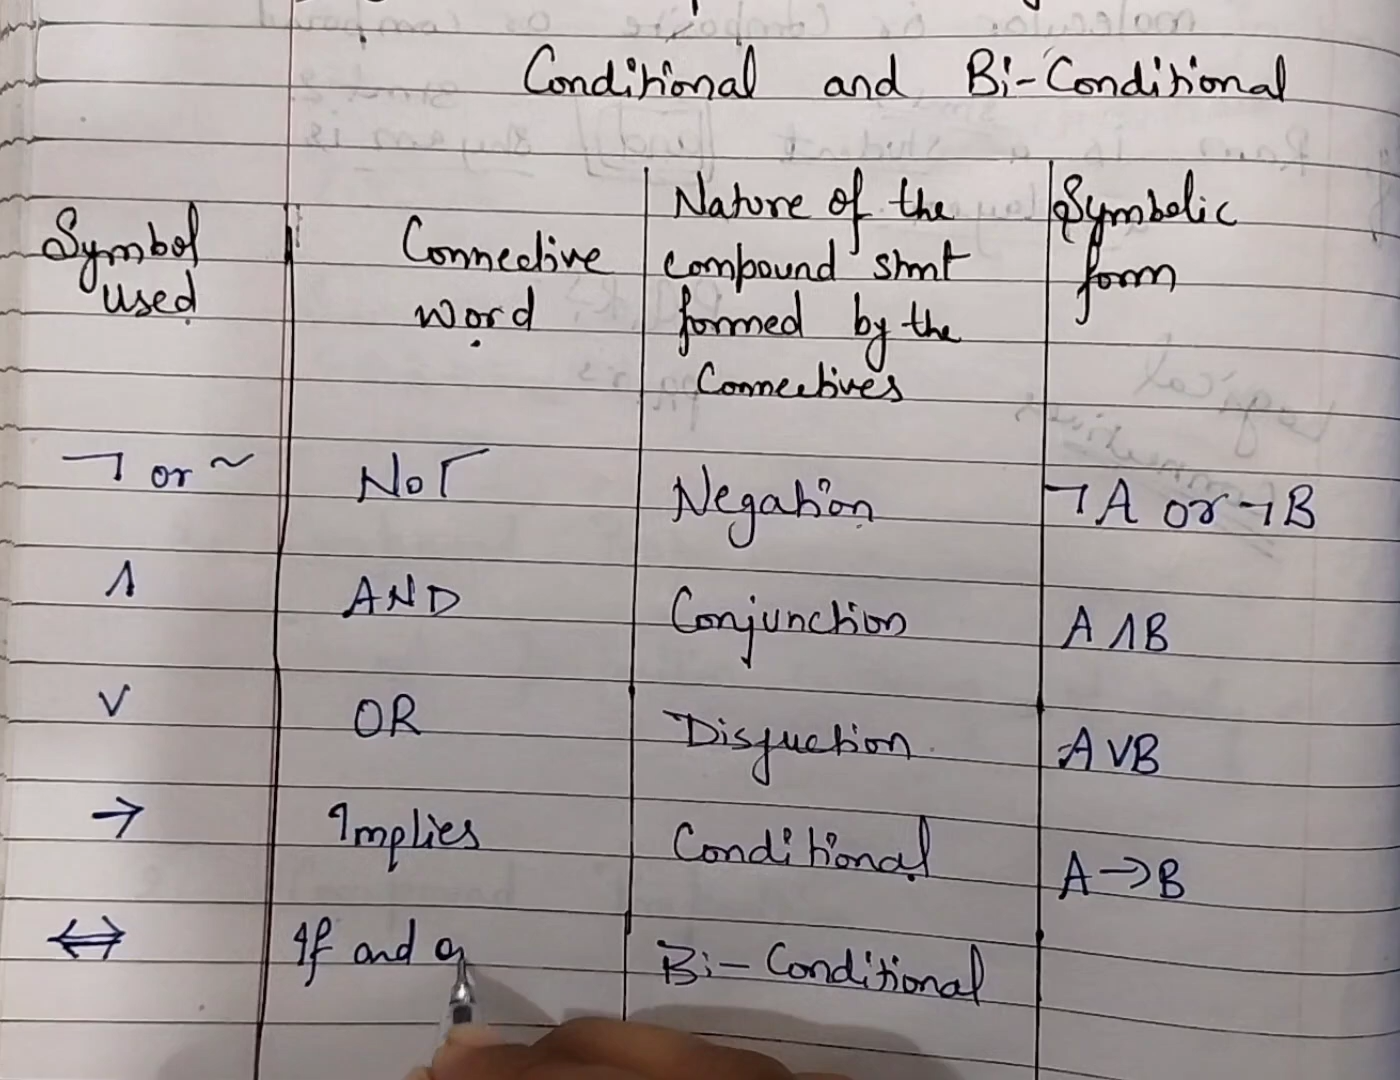 Conditional and Bi-Conditional
Symbol used
Connective word
Nature of the compound stmt formed by the Connectives
Symbolic form
¬ or ~ NOT Negation ¬A or ¬B
∧ AND Conjunction A∧B
∨ OR Disjuction A∨B
→ Implies Conditional A→B
⇔ If and Bi-Conditional